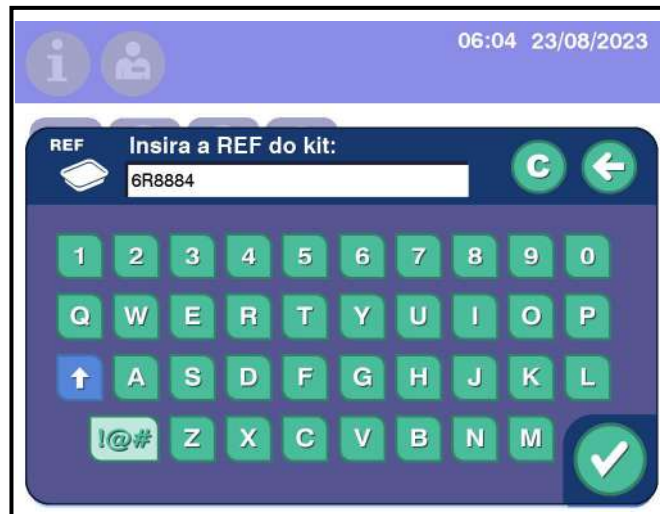 i
06:04 23/08/2023
REF
Insira a REF do kit:
C
6R8884
1 2 3 4 5 6 7 8 9 0
Q W E R T Y U I O P
A S D F G H J K L
!@# Z X C V B N M